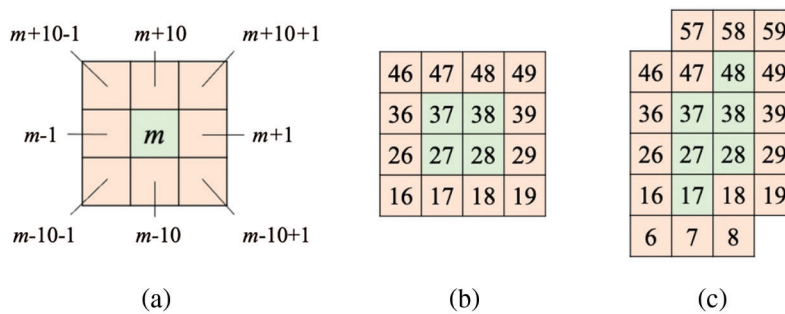 m+10-1 m+10 m+10+1
m-1 m m+1
m-10-1 m-10 m-10+1
(a)
46 47 48 49
36 37 38 39
26 27 28 29
16 17 18 19
(b)
57 58 59
46 47 48 49
36 37 38 39
26 27 28 29
16 17 18 19
6 7 8
(c)